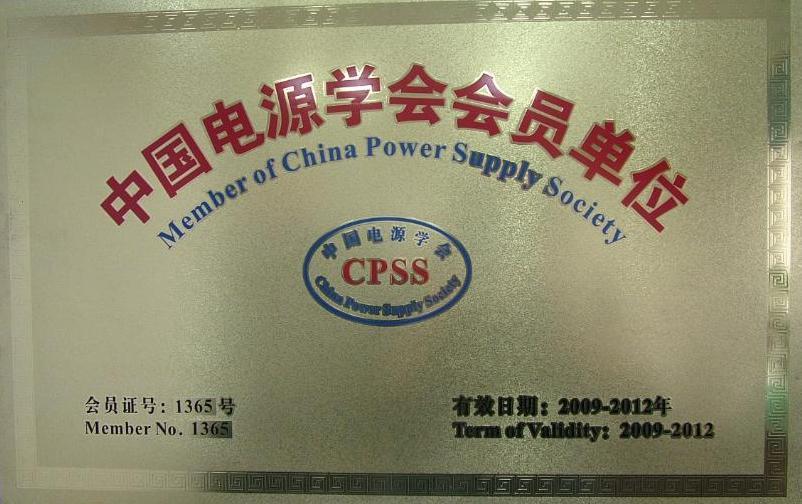 中国电源学会会员单位
Member of China Power Supply Society
中国电源学会
CPSS
China Power Supply Society
会员证号：1365号
Member No. 1365
有效日期：2009-2012年
Term of Validity：2009-2012